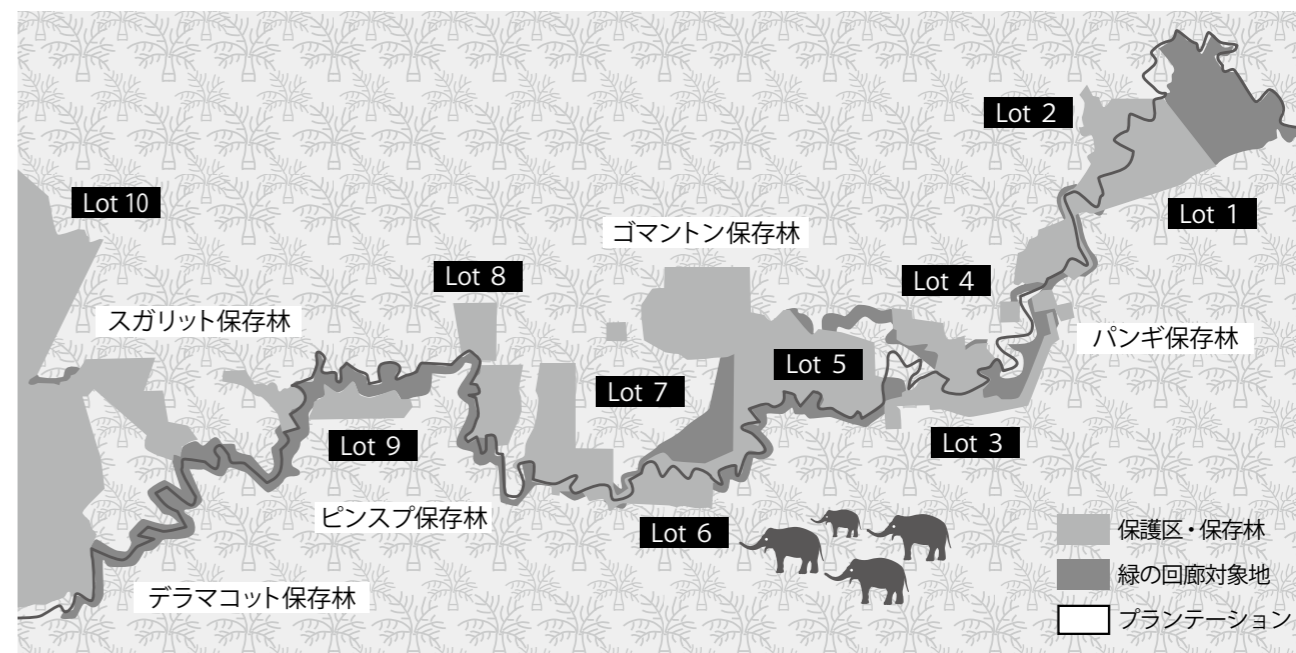 Lot 2
Lot 10
Lot 1
ゴマントン保存林
Lot 8
Lot 4
スガリット保存林
パンギ保存林
Lot 5
Lot 7
Lot 9
Lot 3
ピンスプ保存林
Lot 6
保護区・保存林
緑の回廊対象地
デラマコット保存林
プランテーション